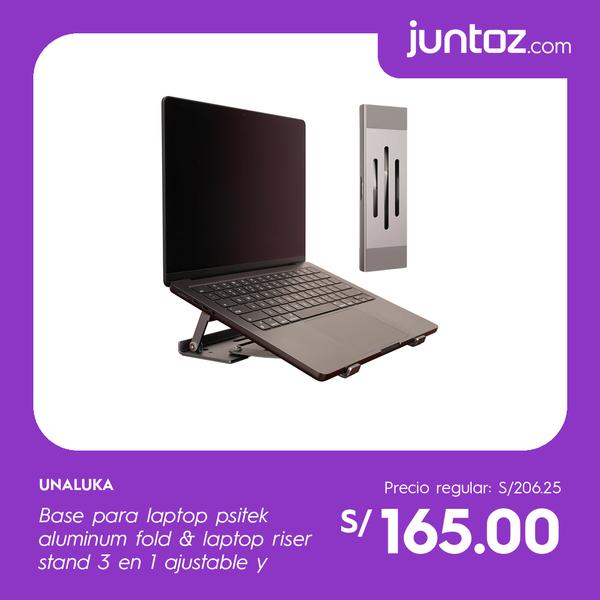 juntoz.com
UNALUKA
Base para laptop psitek
aluminum fold & laptop riser
stand 3 en 1 ajustable y
Precio regular: S/206.25
S/165.00